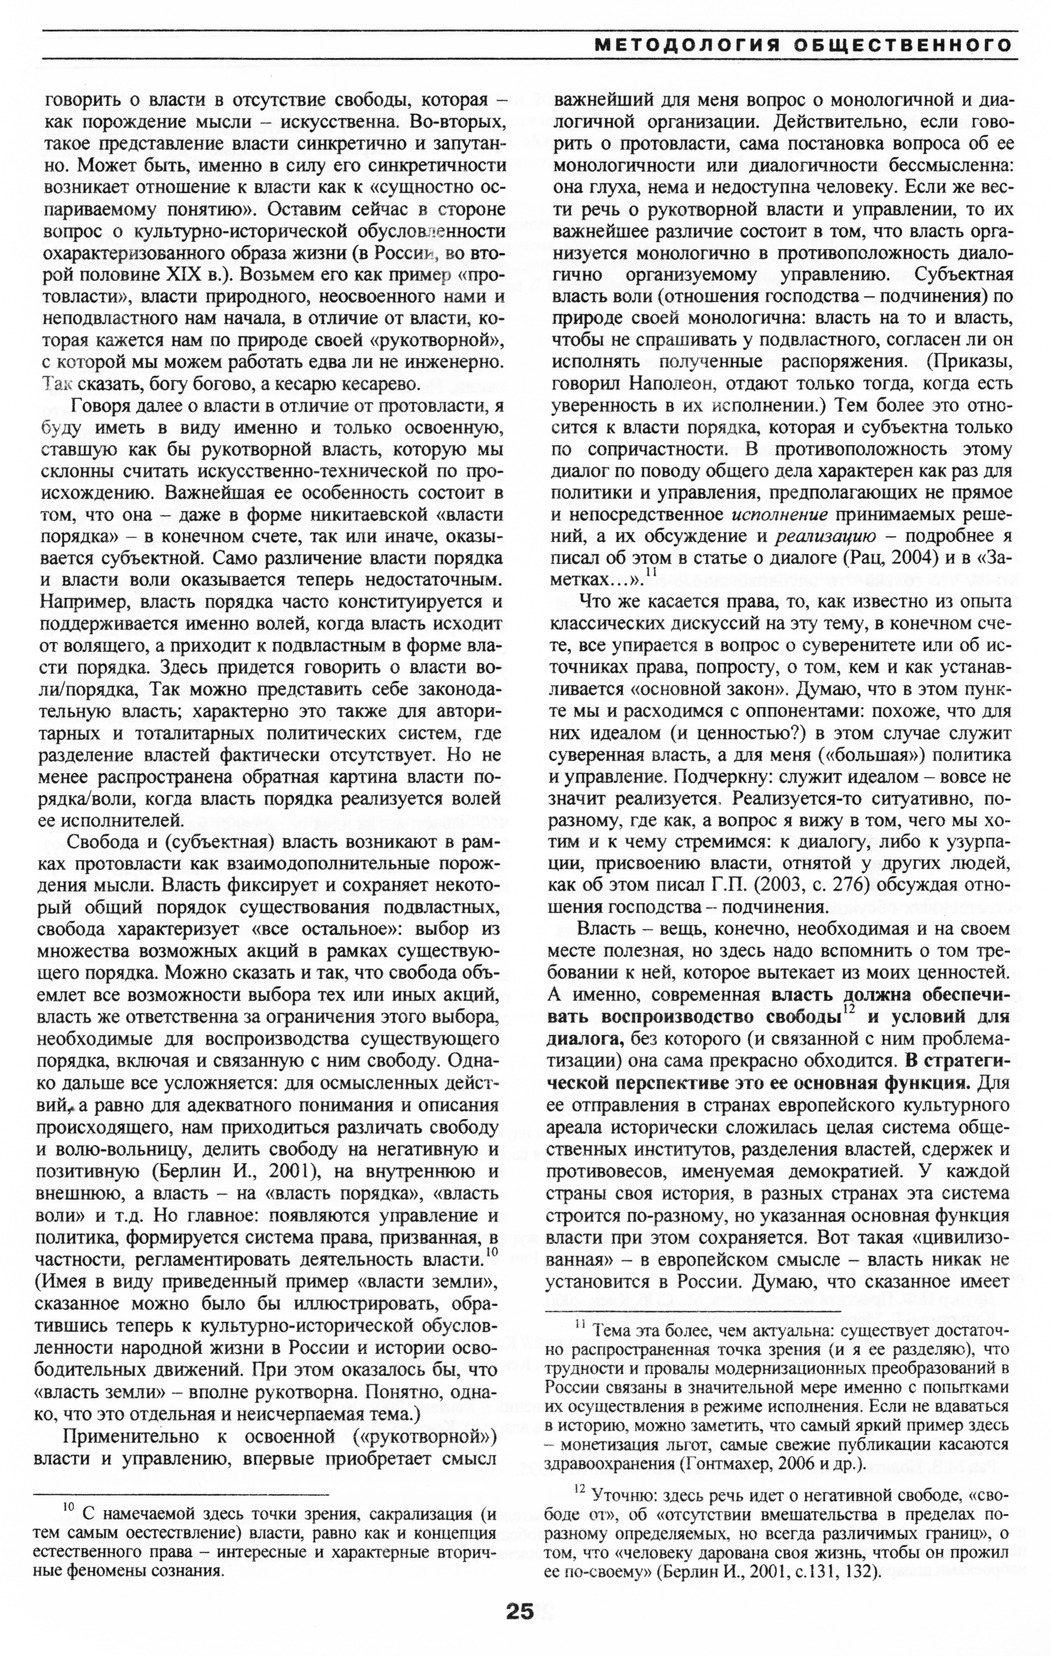 МЕТОДОЛОГИЯ ОБЩЕСТВЕННОГО
говорить о власти в отсутствие свободы, которая –
как порождение мысли – искусственна. Во-вторых,
такое представление власти синкретично и запутан-
но. Может быть, именно в силу его синкретичности
возникает отношение к власти как к «сущностно ос-
париваемому понятию». Оставим сейчас в стороне
вопрос о культурно-исторической обусловленности
охарактеризованного образа жизни (в России, во вто-
рой половине XIX в.). Возьмем его как пример «про-
товласти», власти природного, неосвоенного нами и
неподвластного нам начала, в отличие от власти, ко-
торая кажется нам по природе своей «рукотворной»,
с которой мы можем работать едва ли не инженерно.
Так сказать, богу богово, а кесарю кесарево.
Говоря далее о власти в отличие от протовласти, я
буду иметь в виду именно и только освоенную,
ставшую как бы рукотворной власть, которую мы
склонны считать искусственно-технической по про-
исхождению. Важнейшая ее особенность состоит в
том, что она – даже в форме никитаевской «власти
порядка» – в конечном счете, так или иначе, оказы-
вается субъектной. Само различение власти порядка
и власти воли оказывается теперь недостаточным.
Например, власть порядка часто конституируется и
поддерживается именно волей, когда власть исходит
от волящего, а приходит к подвластным в форме вла-
сти порядка. Здесь придется говорить о власти во-
ли/порядка, Так можно представить себе законода-
тельную власть; характерно это также для автори-
тарных и тоталитарных политических систем, где
разделение властей фактически отсутствует. Но не
менее распространена обратная картина власти по-
рядка/воли, когда власть порядка реализуется волей
ее исполнителей.
Свобода и (субъектная) власть возникают в рам-
ках протовласти как взаимодополнительные порож-
дения мысли. Власть фиксирует и сохраняет некото-
рый общий порядок существования подвластных,
свобода характеризует «все остальное»: выбор из
множества возможных акций в рамках существую-
щего порядка. Можно сказать и так, что свобода объ-
емлет все возможности выбора тех или иных акций,
власть же ответственна за ограничения этого выбора,
необходимые для воспроизводства существующего
порядка, включая и связанную с ним свободу. Одна-
ко дальше все усложняется: для осмысленных дейст-
вий, а равно для адекватного понимания и описания
происходящего, нам приходиться различать свободу
и волю-вольницу, делить свободу на негативную и
позитивную (Берлин И., 2001), на внутреннюю и
внешнюю, а власть – на «власть порядка», «власть
воли» и т.д. Но главное: появляются управление и
политика, формируется система права, призванная, в
частности, регламентировать деятельность власти.10
(Имея в виду приведенный пример «власти земли»,
сказанное можно было бы иллюстрировать, обра-
тившись теперь к культурно-исторической обуслов-
ленности народной жизни в России и истории осво-
бодительных движений. При этом оказалось бы, что
«власть земли» – вполне рукотворна. Понятно, одна-
ко, что это отдельная и неисчерпаемая тема.)
Применительно к освоенной («рукотворной»)
власти и управлению, впервые приобретает смысл
10 С намечаемой здесь точки зрения, сакрализация (и
тем самым оестествление) власти, равно как и концепция
естественного права – интересные и характерные вторич-
ные феномены сознания.
важнейший для меня вопрос о монологичной и диа-
логичной организации. Действительно, если гово-
рить о протовласти, сама постановка вопроса об ее
монологичности или диалогичности бессмысленна:
она глуха, нема и недоступна человеку. Если же вес-
ти речь о рукотворной власти и управлении, то их
важнейшее различие состоит в том, что власть орга-
низуется монологично в противоположность диало-
гично организуемому управлению. Субъектная
власть воли (отношения господства – подчинения) по
природе своей монологична: власть на то и власть,
чтобы не спрашивать у подвластного, согласен ли он
исполнять полученные распоряжения. (Приказы,
говорил Наполеон, отдают только тогда, когда есть
уверенность в их исполнении.) Тем более это отно-
сится к власти порядка, которая и субъектна только
по сопричастности. В противоположность этому
диалог по поводу общего дела характерен как раз для
политики и управления, предполагающих не прямое
и непосредственное исполнение принимаемых реше-
ний, а их обсуждение и реализацию – подробнее я
писал об этом в статье о диалоге (Рац, 2004) и в «За-
метках…».11
Что же касается права, то, как известно из опыта
классических дискуссий на эту тему, в конечном сче-
те, все упирается в вопрос о суверенитете или об ис-
точниках права, попросту, о том, кем и как устанав-
ливается «основной закон». Думаю, что в этом пунк-
те мы и расходимся с оппонентами: похоже, что для
них идеалом (и ценностью?) в этом случае служит
суверенная власть, а для меня («большая») политика
и управление. Подчеркну: служит идеалом – вовсе не
значит реализуется. Реализуется-то ситуативно, по-
разному, где как, а вопрос я вижу в том, чего мы хо-
тим и к чему стремимся: к диалогу, либо к узурпа-
ции, присвоению власти, отнятой у других людей,
как об этом писал Г.П. (2003, с. 276) обсуждая отно-
шения господства – подчинения.
Власть – вещь, конечно, необходимая и на своем
месте полезная, но здесь надо вспомнить о том тре-
бовании к ней, которое вытекает из моих ценностей.
А именно, современная власть должна обеспечи-
вать воспроизводство свободы12 и условий для
диалога, без которого (и связанной с ним проблема-
тизации) она сама прекрасно обходится. В стратеги-
ческой перспективе это ее основная функция. Для
ее отправления в странах европейского культурного
ареала исторически сложилась целая система обще-
ственных институтов, разделения властей, сдержек и
противовесов, именуемая демократией. У каждой
страны своя история, в разных странах эта система
строится по-разному, но указанная основная функция
власти при этом сохраняется. Вот такая «цивилизо-
ванная» – в европейском смысле – власть никак не
установится в России. Думаю, что сказанное имеет
11 Тема эта более, чем актуальна: существует достаточ-
но распространенная точка зрения (и я ее разделяю), что
трудности и провалы модернизационных преобразований в
России связаны в значительной мере именно с попытками
их осуществления в режиме исполнения. Если не вдаваться
в историю, можно заметить, что самый яркий пример здесь
– монетизация льгот, самые свежие публикации касаются
здравоохранения (Гонтмахер, 2006 и др.).
12 Уточню: здесь речь идет о негативной свободе, «сво-
боде от», об «отсутствии вмешательства в пределах по-
разному определяемых, но всегда различимых границ», о
том, что «человеку дарована своя жизнь, чтобы он прожил
ее по-своему» (Берлин И., 2001, с.131, 132).
25